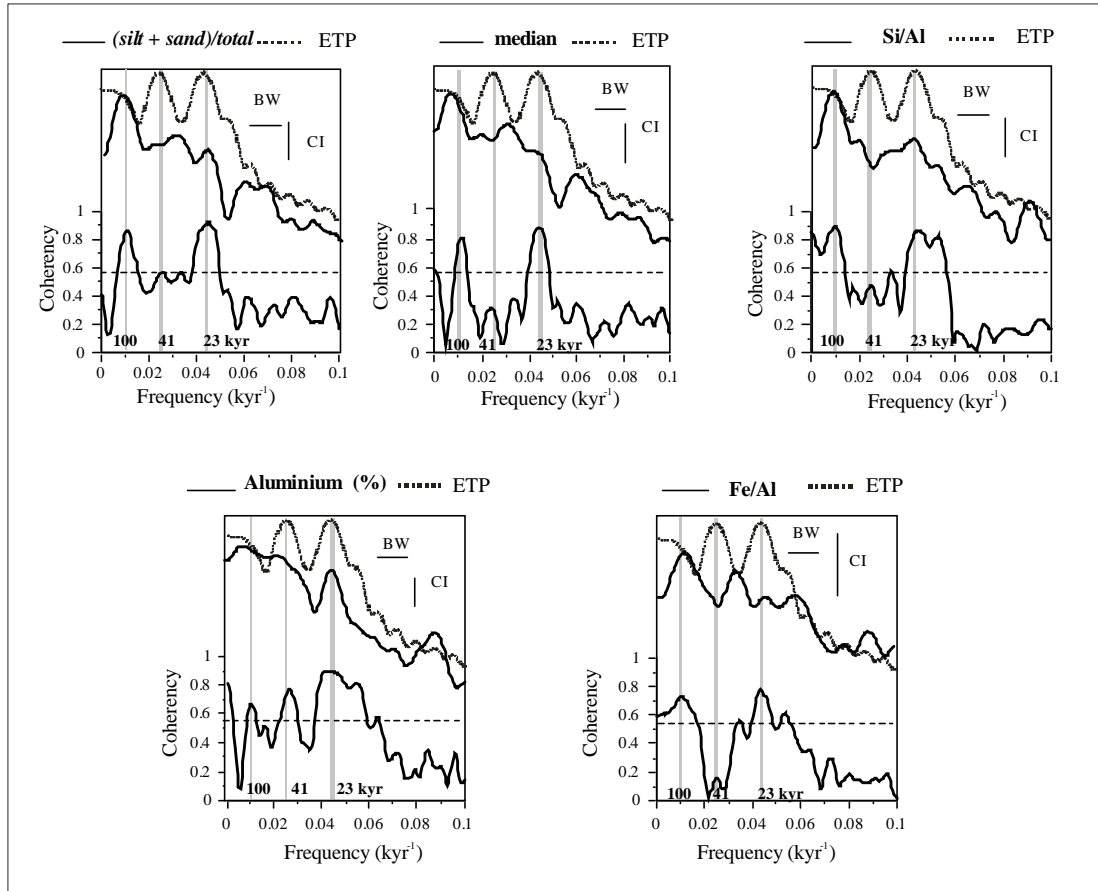 (silt + sand)/total ETP
BW
CI
Coherency
1
0.8
0.6
0.4
0.2
0
100 41 23 kyr
0 0.02 0.04 0.06 0.08 0.1
Frequency (kyr⁻¹)
median ETP
BW
CI
Coherency
1
0.8
0.6
0.4
0.2
0
100 41 23 kyr
0 0.02 0.04 0.06 0.08 0.1
Frequency (kyr⁻¹)
Si/Al ETP
BW
CI
Coherency
1
0.8
0.6
0.4
0.2
0
100 41 23 kyr
0 0.02 0.04 0.06 0.08 0.1
Frequency (kyr⁻¹)
Aluminium (%) ETP
BW
CI
Coherency
1
0.8
0.6
0.4
0.2
0
100 41 23 kyr
0 0.02 0.04 0.06 0.08 0.1
Frequency (kyr⁻¹)
Fe/Al ETP
BW
CI
Coherency
1
0.8
0.6
0.4
0.2
0
100 41 23 kyr
0 0.02 0.04 0.06 0.08 0.1
Frequency (kyr⁻¹)